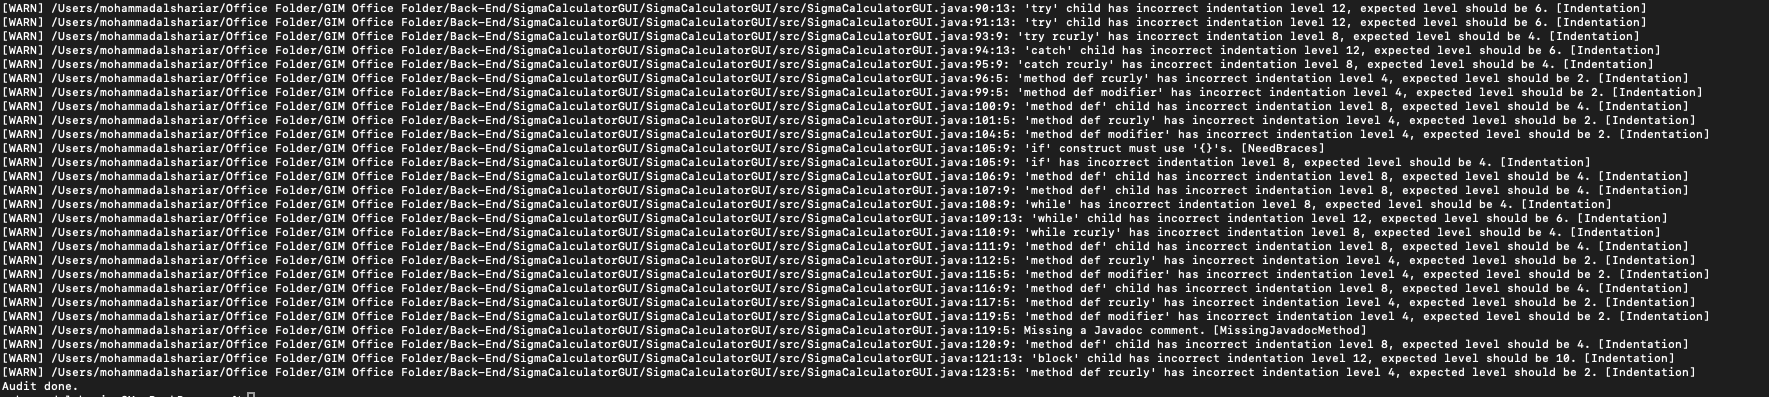 [WARN] /Users/mohammadalshariar/Office Folder/GIM Office Folder/Back-End/SigmaCalculatorGUI/SigmaCalculatorGUI/src/SigmaCalculatorGUI.java:90:13: 'try' child has incorrect indentation level 12, expected level should be 6. [Indentation]
[WARN] /Users/mohammadalshariar/Office Folder/GIM Office Folder/Back-End/SigmaCalculatorGUI/SigmaCalculatorGUI/src/SigmaCalculatorGUI.java:91:13: 'try' child has incorrect indentation level 12, expected level should be 6. [Indentation]
[WARN] /Users/mohammadalshariar/Office Folder/GIM Office Folder/Back-End/SigmaCalculatorGUI/SigmaCalculatorGUI/src/SigmaCalculatorGUI.java:93:9: 'try rcurly' has incorrect indentation level 8, expected level should be 4. [Indentation]
[WARN] /Users/mohammadalshariar/Office Folder/GIM Office Folder/Back-End/SigmaCalculatorGUI/SigmaCalculatorGUI/src/SigmaCalculatorGUI.java:94:13: 'catch' child has incorrect indentation level 12, expected level should be 6. [Indentation]
[WARN] /Users/mohammadalshariar/Office Folder/GIM Office Folder/Back-End/SigmaCalculatorGUI/SigmaCalculatorGUI/src/SigmaCalculatorGUI.java:95:9: 'catch rcurly' has incorrect indentation level 8, expected level should be 4. [Indentation]
[WARN] /Users/mohammadalshariar/Office Folder/GIM Office Folder/Back-End/SigmaCalculatorGUI/SigmaCalculatorGUI/src/SigmaCalculatorGUI.java:96:5: 'method def rcurly' has incorrect indentation level 4, expected level should be 2. [Indentation]
[WARN] /Users/mohammadalshariar/Office Folder/GIM Office Folder/Back-End/SigmaCalculatorGUI/SigmaCalculatorGUI/src/SigmaCalculatorGUI.java:99:5: 'method def modifier' has incorrect indentation level 4, expected level should be 2. [Indentation]
[WARN] /Users/mohammadalshariar/Office Folder/GIM Office Folder/Back-End/SigmaCalculatorGUI/SigmaCalculatorGUI/src/SigmaCalculatorGUI.java:100:9: 'method def' child has incorrect indentation level 8, expected level should be 4. [Indentation]
[WARN] /Users/mohammadalshariar/Office Folder/GIM Office Folder/Back-End/SigmaCalculatorGUI/SigmaCalculatorGUI/src/SigmaCalculatorGUI.java:101:5: 'method def rcurly' has incorrect indentation level 4, expected level should be 2. [Indentation]
[WARN] /Users/mohammadalshariar/Office Folder/GIM Office Folder/Back-End/SigmaCalculatorGUI/SigmaCalculatorGUI/src/SigmaCalculatorGUI.java:104:5: 'method def modifier' has incorrect indentation level 4, expected level should be 2. [Indentation]
[WARN] /Users/mohammadalshariar/Office Folder/GIM Office Folder/Back-End/SigmaCalculatorGUI/SigmaCalculatorGUI/src/SigmaCalculatorGUI.java:105:9: 'if' construct must use '{}'s. [NeedBraces]
[WARN] /Users/mohammadalshariar/Office Folder/GIM Office Folder/Back-End/SigmaCalculatorGUI/SigmaCalculatorGUI/src/SigmaCalculatorGUI.java:105:9: 'if' has incorrect indentation level 8, expected level should be 4. [Indentation]
[WARN] /Users/mohammadalshariar/Office Folder/GIM Office Folder/Back-End/SigmaCalculatorGUI/SigmaCalculatorGUI/src/SigmaCalculatorGUI.java:106:9: 'method def' child has incorrect indentation level 8, expected level should be 4. [Indentation]
[WARN] /Users/mohammadalshariar/Office Folder/GIM Office Folder/Back-End/SigmaCalculatorGUI/SigmaCalculatorGUI/src/SigmaCalculatorGUI.java:107:9: 'method def' child has incorrect indentation level 8, expected level should be 4. [Indentation]
[WARN] /Users/mohammadalshariar/Office Folder/GIM Office Folder/Back-End/SigmaCalculatorGUI/SigmaCalculatorGUI/src/SigmaCalculatorGUI.java:108:9: 'while' has incorrect indentation level 8, expected level should be 4. [Indentation]
[WARN] /Users/mohammadalshariar/Office Folder/GIM Office Folder/Back-End/SigmaCalculatorGUI/SigmaCalculatorGUI/src/SigmaCalculatorGUI.java:109:13: 'while' child has incorrect indentation level 12, expected level should be 6. [Indentation]
[WARN] /Users/mohammadalshariar/Office Folder/GIM Office Folder/Back-End/SigmaCalculatorGUI/SigmaCalculatorGUI/src/SigmaCalculatorGUI.java:110:9: 'while rcurly' has incorrect indentation level 8, expected level should be 4. [Indentation]
[WARN] /Users/mohammadalshariar/Office Folder/GIM Office Folder/Back-End/SigmaCalculatorGUI/SigmaCalculatorGUI/src/SigmaCalculatorGUI.java:111:9: 'method def' child has incorrect indentation level 8, expected level should be 4. [Indentation]
[WARN] /Users/mohammadalshariar/Office Folder/GIM Office Folder/Back-End/SigmaCalculatorGUI/SigmaCalculatorGUI/src/SigmaCalculatorGUI.java:112:5: 'method def rcurly' has incorrect indentation level 4, expected level should be 2. [Indentation]
[WARN] /Users/mohammadalshariar/Office Folder/GIM Office Folder/Back-End/SigmaCalculatorGUI/SigmaCalculatorGUI/src/SigmaCalculatorGUI.java:115:5: 'method def modifier' has incorrect indentation level 4, expected level should be 2. [Indentation]
[WARN] /Users/mohammadalshariar/Office Folder/GIM Office Folder/Back-End/SigmaCalculatorGUI/SigmaCalculatorGUI/src/SigmaCalculatorGUI.java:116:9: 'method def' child has incorrect indentation level 8, expected level should be 4. [Indentation]
[WARN] /Users/mohammadalshariar/Office Folder/GIM Office Folder/Back-End/SigmaCalculatorGUI/SigmaCalculatorGUI/src/SigmaCalculatorGUI.java:117:5: 'method def rcurly' has incorrect indentation level 4, expected level should be 2. [Indentation]
[WARN] /Users/mohammadalshariar/Office Folder/GIM Office Folder/Back-End/SigmaCalculatorGUI/SigmaCalculatorGUI/src/SigmaCalculatorGUI.java:119:5: 'method def modifier' has incorrect indentation level 4, expected level should be 2. [Indentation]
[WARN] /Users/mohammadalshariar/Office Folder/GIM Office Folder/Back-End/SigmaCalculatorGUI/SigmaCalculatorGUI/src/SigmaCalculatorGUI.java:119:5: Missing a Javadoc comment. [MissingJavadocMethod]
[WARN] /Users/mohammadalshariar/Office Folder/GIM Office Folder/Back-End/SigmaCalculatorGUI/SigmaCalculatorGUI/src/SigmaCalculatorGUI.java:120:9: 'method def' child has incorrect indentation level 8, expected level should be 4. [Indentation]
[WARN] /Users/mohammadalshariar/Office Folder/GIM Office Folder/Back-End/SigmaCalculatorGUI/SigmaCalculatorGUI/src/SigmaCalculatorGUI.java:121:13: 'block' child has incorrect indentation level 12, expected level should be 10. [Indentation]
[WARN] /Users/mohammadalshariar/Office Folder/GIM Office Folder/Back-End/SigmaCalculatorGUI/SigmaCalculatorGUI/src/SigmaCalculatorGUI.java:123:5: 'method def rcurly' has incorrect indentation level 4, expected level should be 2. [Indentation]
Audit done.